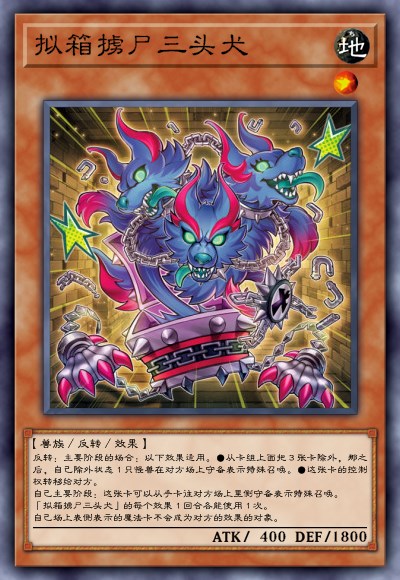 拟箱掳尸三头犬
地
【兽族／反转／效果】
反转：主要阶段的场合：以下效果适用。●从卡组上面把3张卡除外，那之
后，自己除外状态1只怪兽在对方场上守备表示特殊召唤。●这张卡的控制
权转移给对方。
自己主要阶段：这张卡可以从手卡往对方场上里侧守备表示特殊召唤。
「拟箱掳尸三头犬」的每个效果1回合各能使用1次。
自己场上表侧表示的魔法卡不会成为对方的效果的对象。
ATK/ 400 DEF/1800